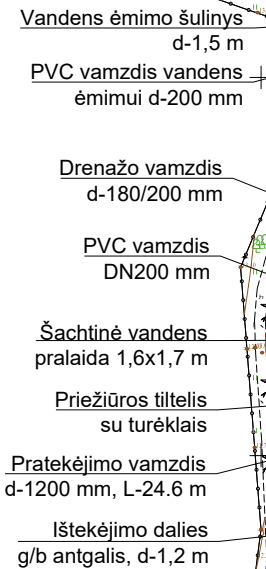 Vandens ėmimo šulinys
d-1,5 m
PVC vamzdis vandens
ėmimui d-200 mm
Drenažo vamzdis
d-180/200 mm
PVC vamzdis
DN200 mm
Šachtinė vandens
pralaida 1,6x1,7 m
Priežiūros tiltelis
su turėklais
Pratekėjimo vamzdis
d-1200 mm, L-24.6 m
Ištekėjimo dalies
g/b antgalis, d-1,2 m